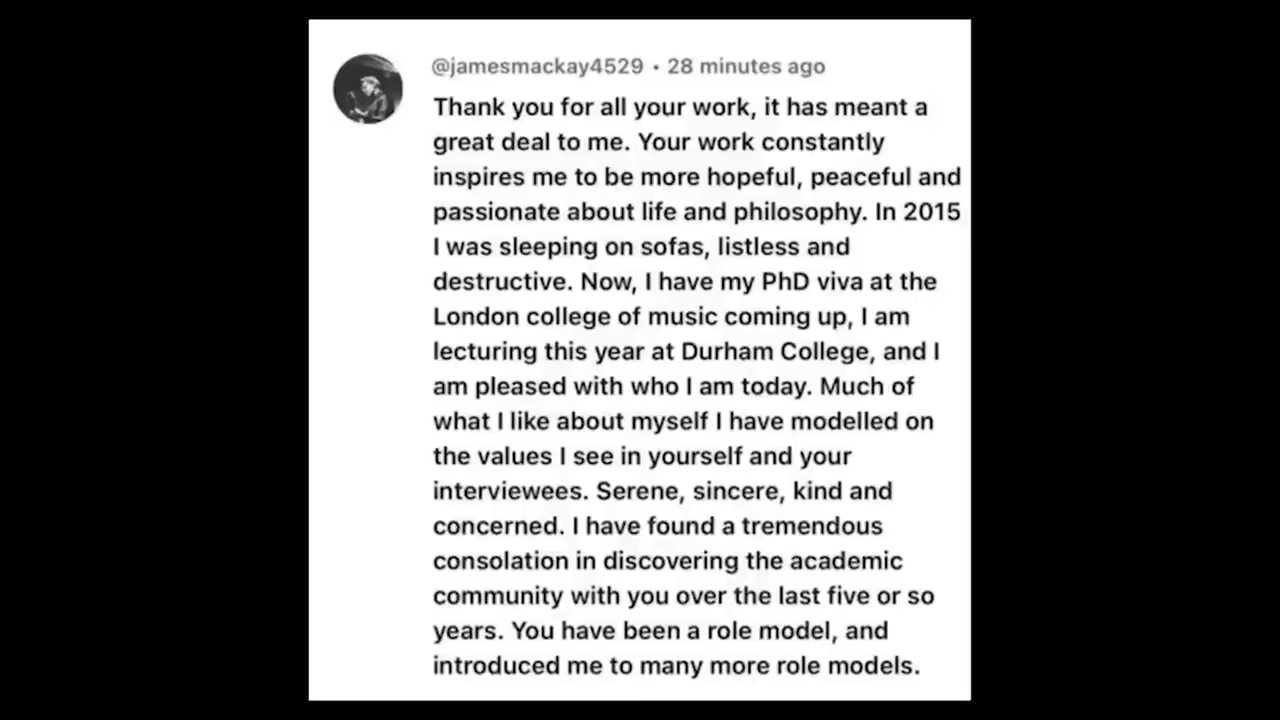 @jamesmackay4529 • 28 minutes ago
Thank you for all your work, it has meant a
great deal to me. Your work constantly
inspires me to be more hopeful, peaceful and
passionate about life and philosophy. In 2015
I was sleeping on sofas, listless and
destructive. Now, I have my PhD viva at the
London college of music coming up, I am
lecturing this year at Durham College, and I
am pleased with who I am today. Much of
what I like about myself I have modelled on
the values I see in yourself and your
interviewees. Serene, sincere, kind and
concerned. I have found a tremendous
consolation in discovering the academic
community with you over the last five or so
years. You have been a role model, and
introduced me to many more role models.